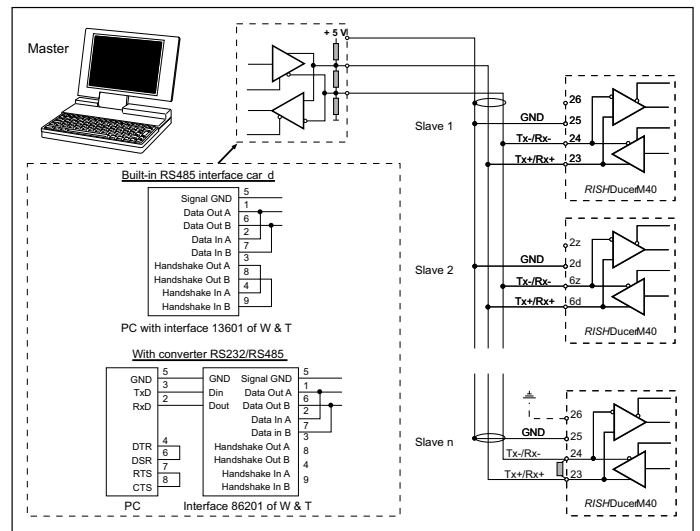 Master
+ 5 V
Built-in RS485 interface car d
Signal GND 5
Data Out A 1
Data Out B 6
Data In A 2
Data In B 7
Handshake Out A 3
Handshake Out B 8
Handshake In A 4
Handshake In B 9
PC with interface 13601 of W & T
With converter RS232/RS485
GND 5 GND Signal GND 5
TxD 3 Din Data Out A 1
RxD 2 Dout Data Out B 6
Data In A 2
Data in B 7
Handshake Out A 3
DTR 4 Handshake Out B 8
DSR 6 Handshake In A 4
RTS 7 Handshake In B 9
CTS 8
PC Interface 86201 of W & T
Slave 1
26
GND 25
Tx-/Rx- 24
Tx+/Rx+ 23
RISHDucerM40
Slave 2
2z
GND 2d
Tx-/Rx- 6z
Tx+/Rx+ 6d
RISHDucerM40
Slave n
26
GND 25
Tx-/Rx- 24
Tx+/Rx+ 23
RISHDucerM40